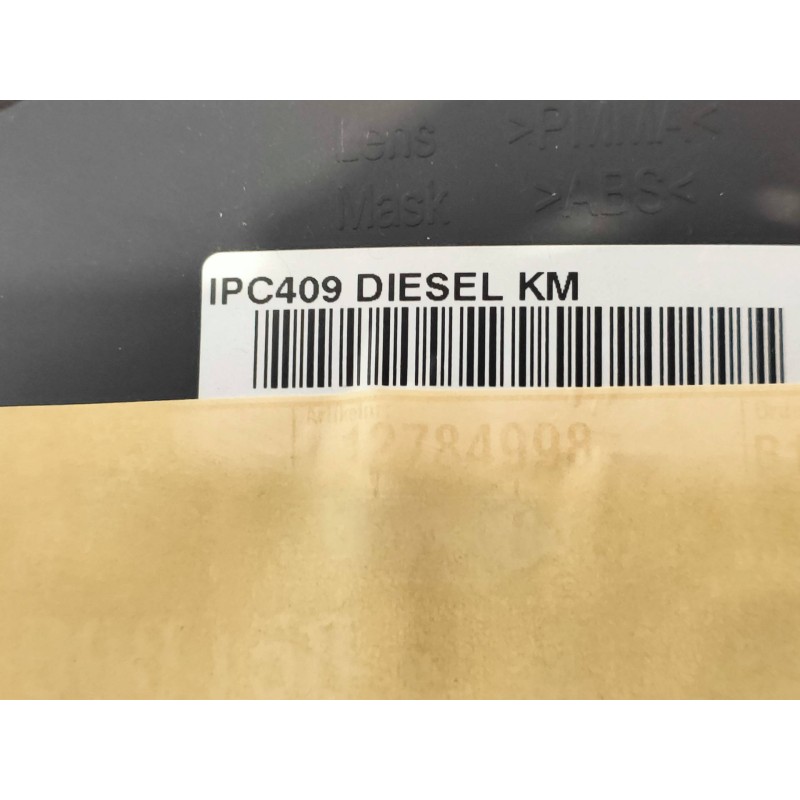 Lens >PMMA<
Mask >ABS<
IPC409 DIESEL KM
12784998